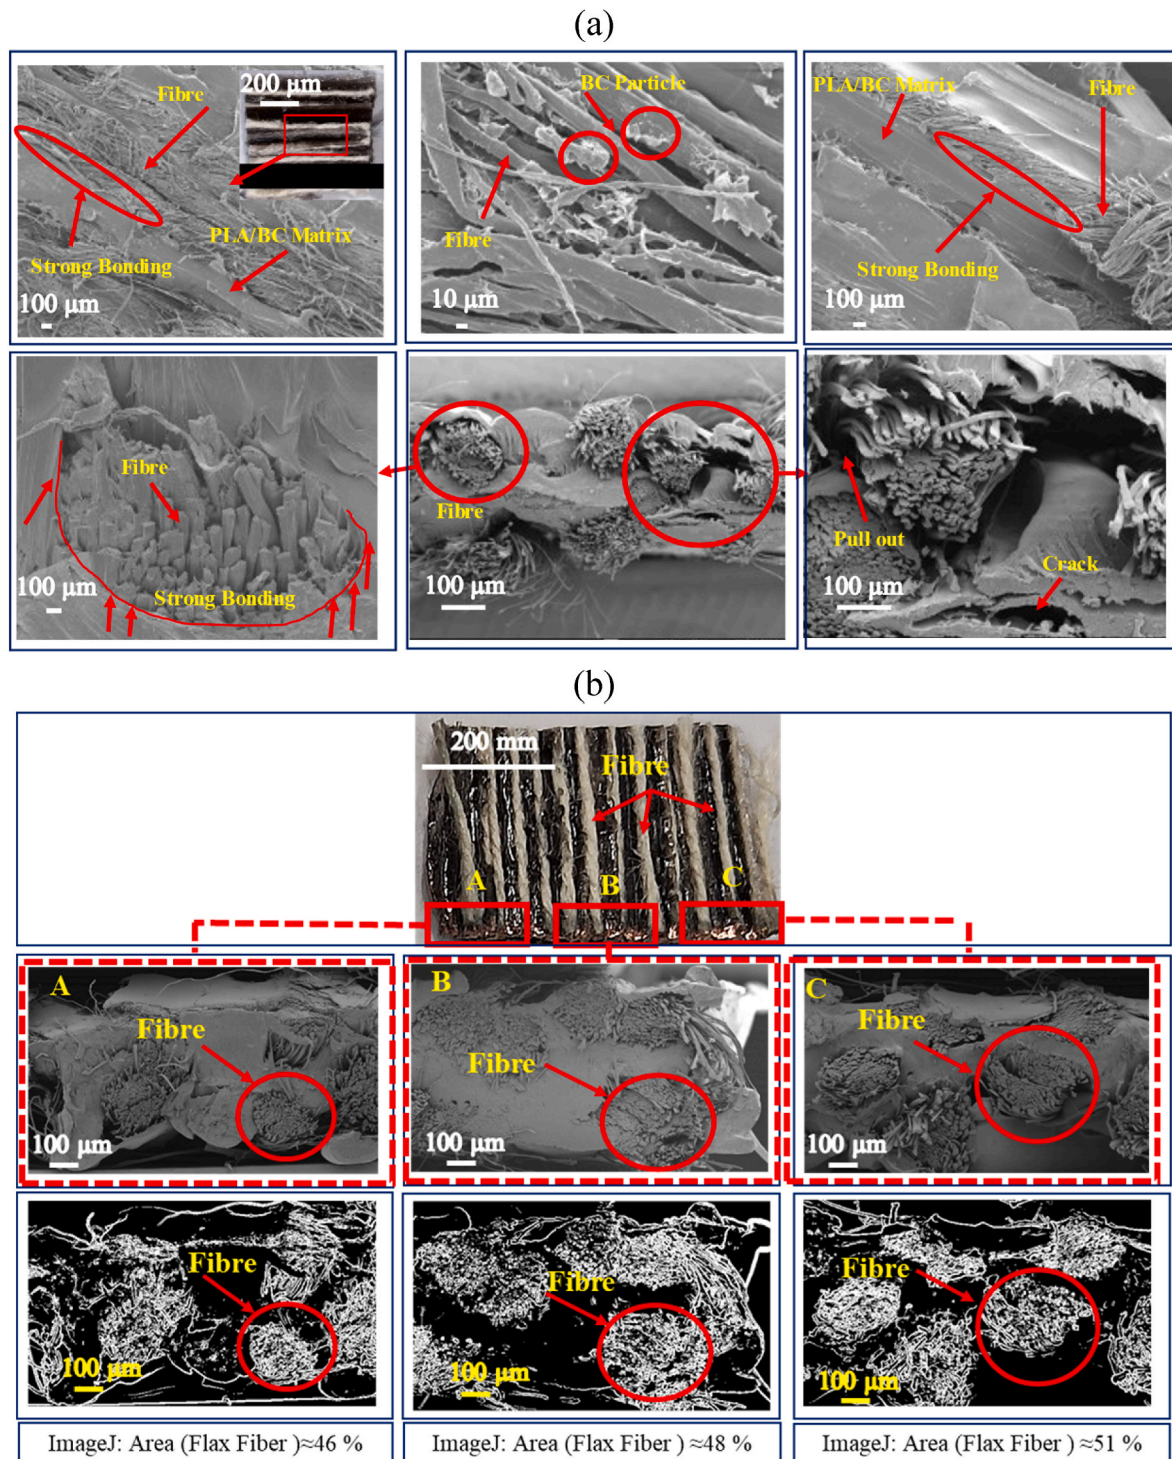 (a)
200 μm
Fibre
Strong Bonding
PLA/BC Matrix
100 μm
BC Particle
Fibre
10 μm
PLA/BC Matrix
Fibre
Strong Bonding
100 μm
Fibre
100 μm
Strong Bonding
Fibre
100 μm
Pull out
Crack
100 μm
(b)
200 mm
Fibre
A
B
C
A
Fibre
100 μm
B
Fibre
100 μm
C
Fibre
100 μm
Fibre
100 μm
Fibre
100 μm
Fibre
100 μm
ImageJ: Area (Flax Fiber )≈46 %
ImageJ: Area (Flax Fiber ) ≈48 %
ImageJ: Area (Flax Fiber ) ≈51 %